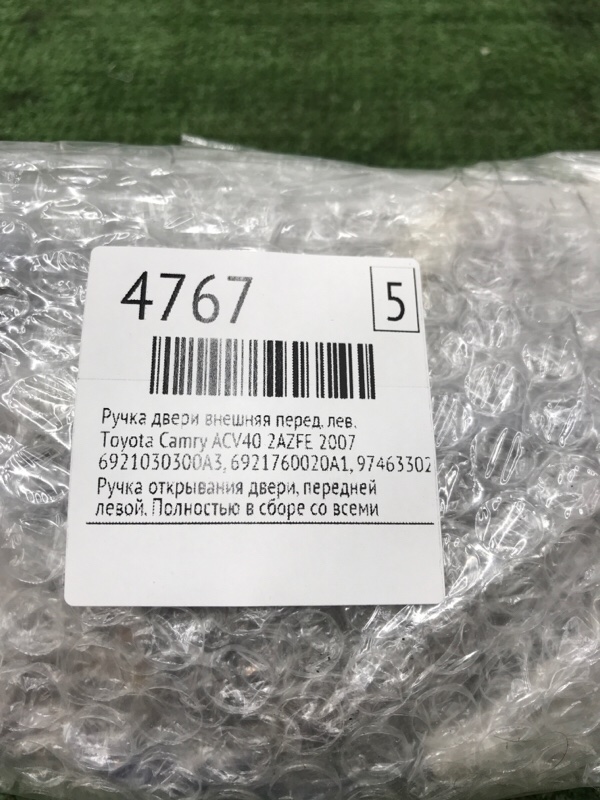 4767
5
Ручка двери внешняя перед. лев.
Toyota Camry ACV40 2AZFE 2007
6921030300A3, 6921760020A1, 97463302
Ручка открывания двери, передней
левой. Полностью в сборе со всеми